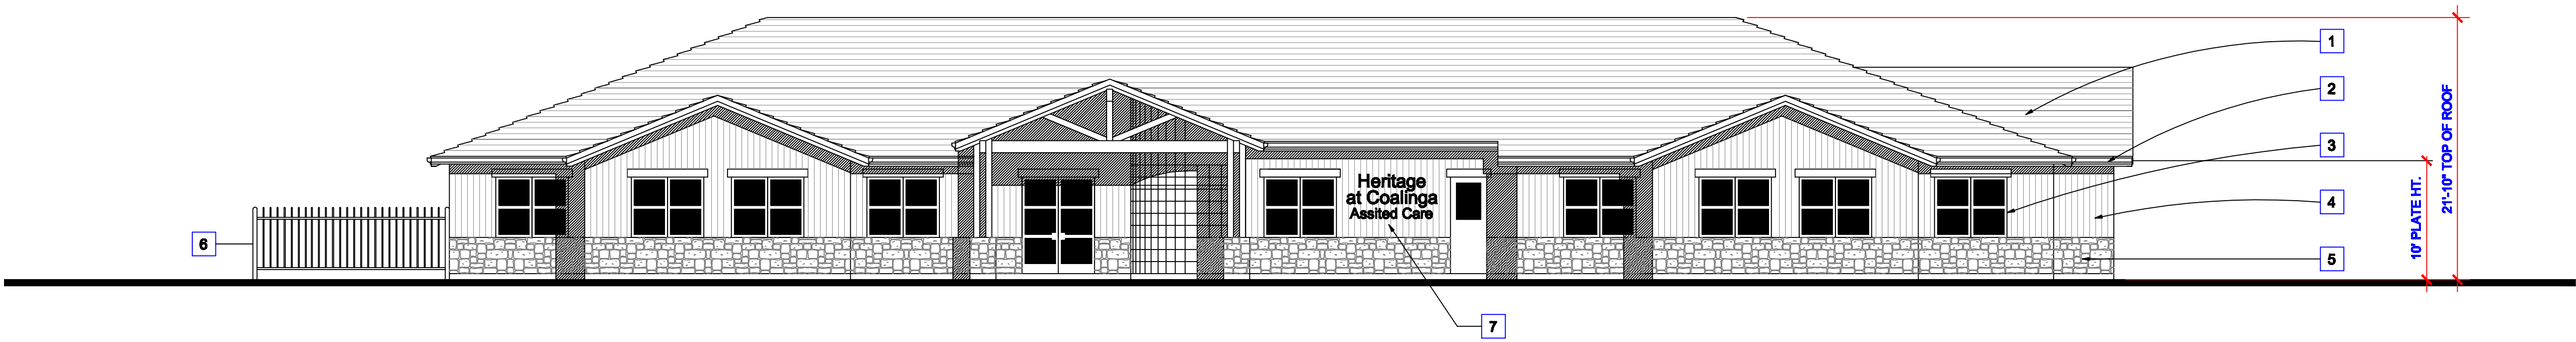 1
2
3
4
5
6
7
Heritage
at Coalinga
Assited Care
10' PLATE HT.
21'-10" TOP OF ROOF